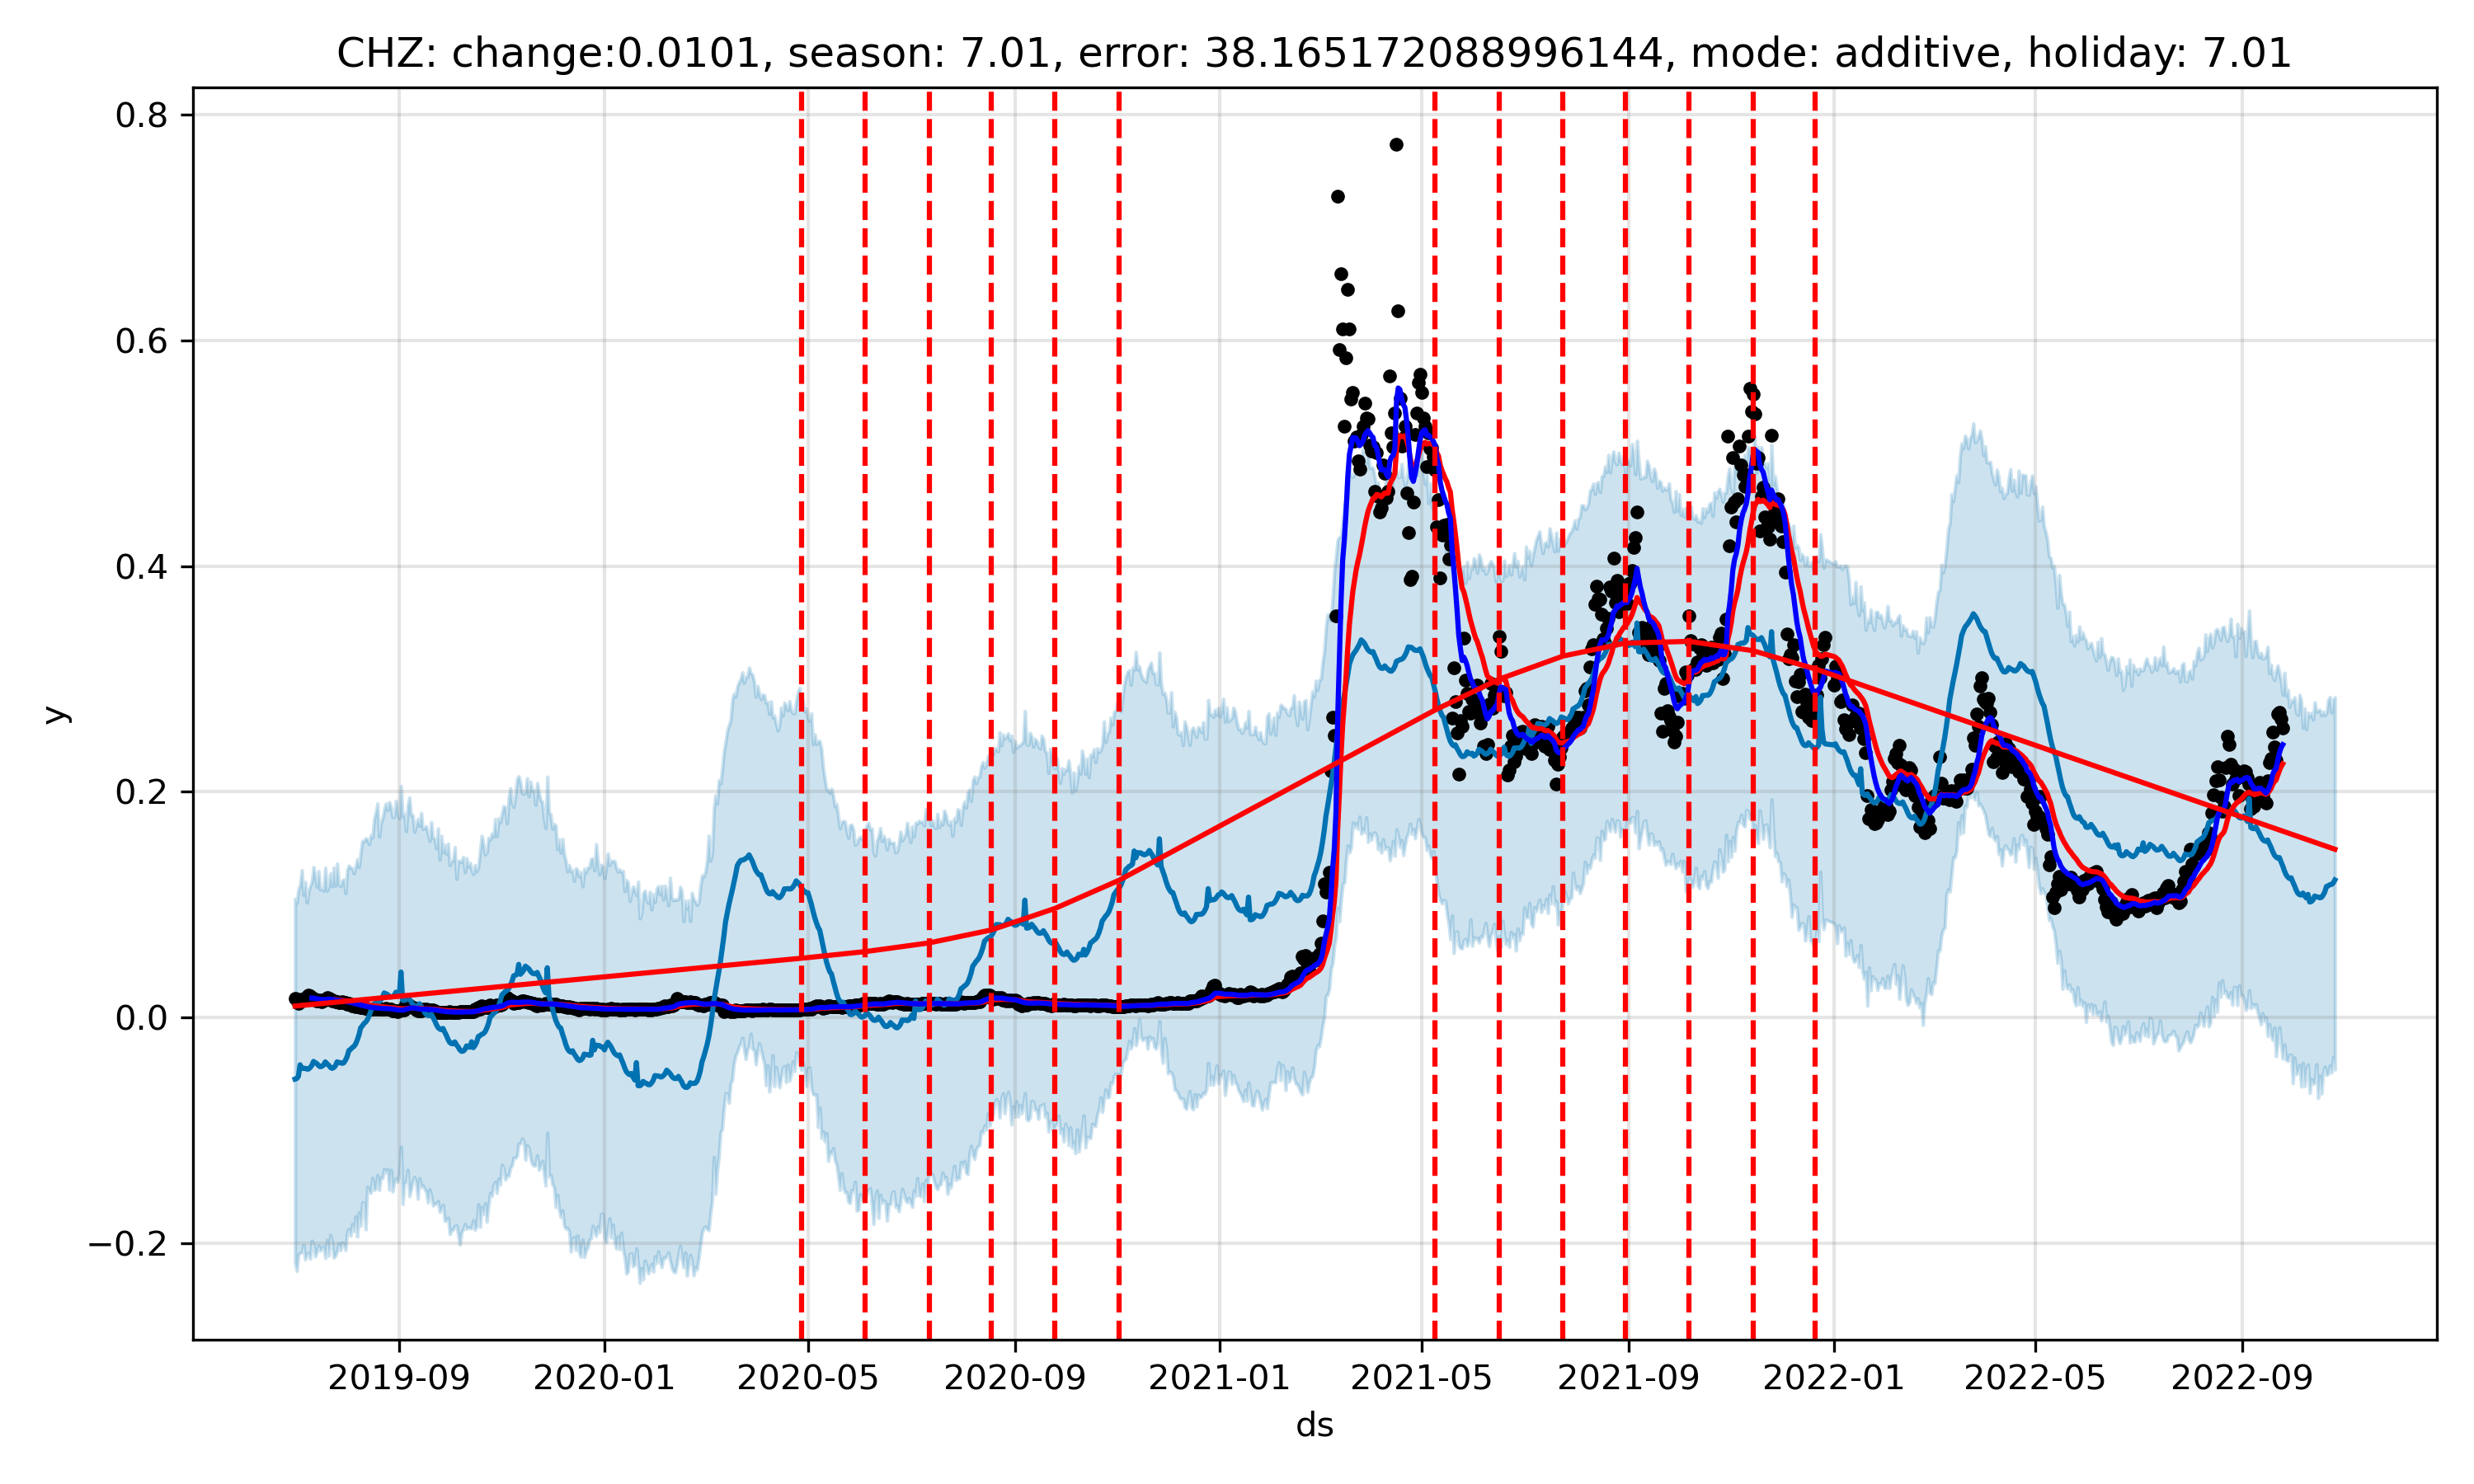 CHZ: change:0.0101, season: 7.01, error: 38.165172088996144, mode: additive, holiday: 7.01
0.8
0.6
0.4
0.2
0.0
−0.2
y
2019-09 2020-01 2020-05 2020-09 2021-01 2021-05 2021-09 2022-01 2022-05 2022-09
ds